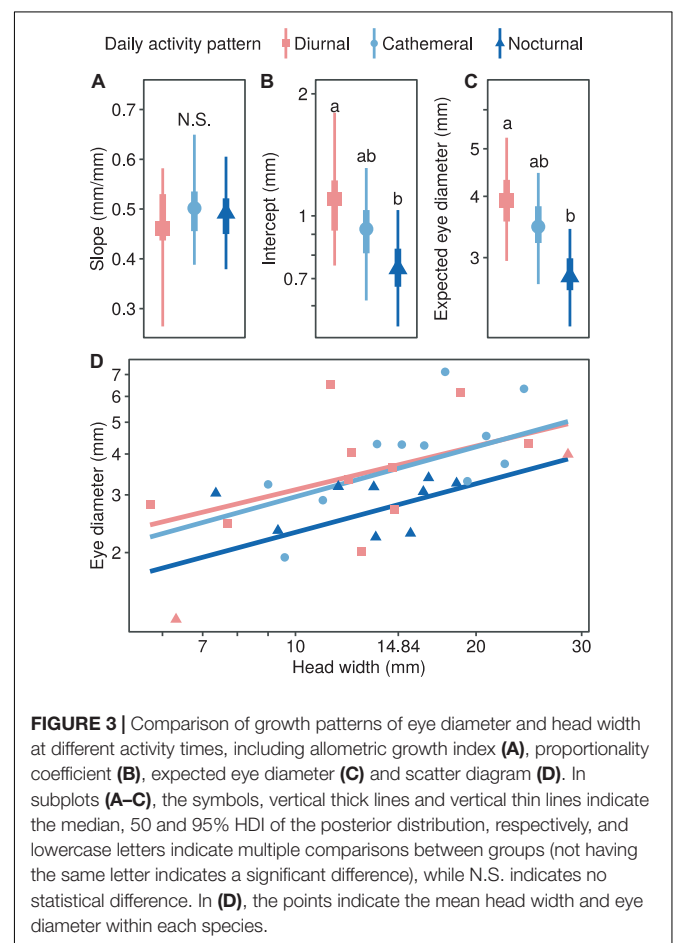 Daily activity pattern Diurnal Cathemeral Nocturnal
A B C
0.7
0.6
0.5
0.4
0.3
Slope (mm/mm)
N.S.
2
1
0.7
Intercept (mm)
a
ab
b
5
4
3
Expected eye diameter (mm)
a
ab
b
D
7
6
5
4
3
2
Eye diameter (mm)
7 10 14.84 20 30
Head width (mm)
FIGURE 3 | Comparison of growth patterns of eye diameter and head width
at different activity times, including allometric growth index (A), proportionality
coefficient (B), expected eye diameter (C) and scatter diagram (D). In
subplots (A–C), the symbols, vertical thick lines and vertical thin lines indicate
the median, 50 and 95% HDI of the posterior distribution, respectively, and
lowercase letters indicate multiple comparisons between groups (not having
the same letter indicates a significant difference), while N.S. indicates no
statistical difference. In (D), the points indicate the mean head width and eye
diameter within each species.